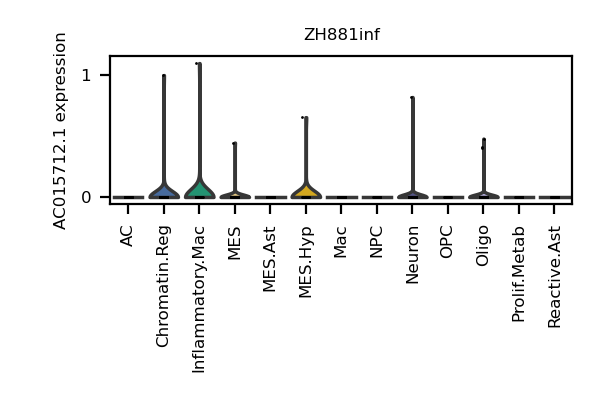 ZH881inf
AC015712.1 expression
1
0
AC
Chromatin.Reg
Inflammatory.Mac
MES
MES.Ast
MES.Hyp
Mac
NPC
Neuron
OPC
Oligo
Prolif.Metab
Reactive.Ast